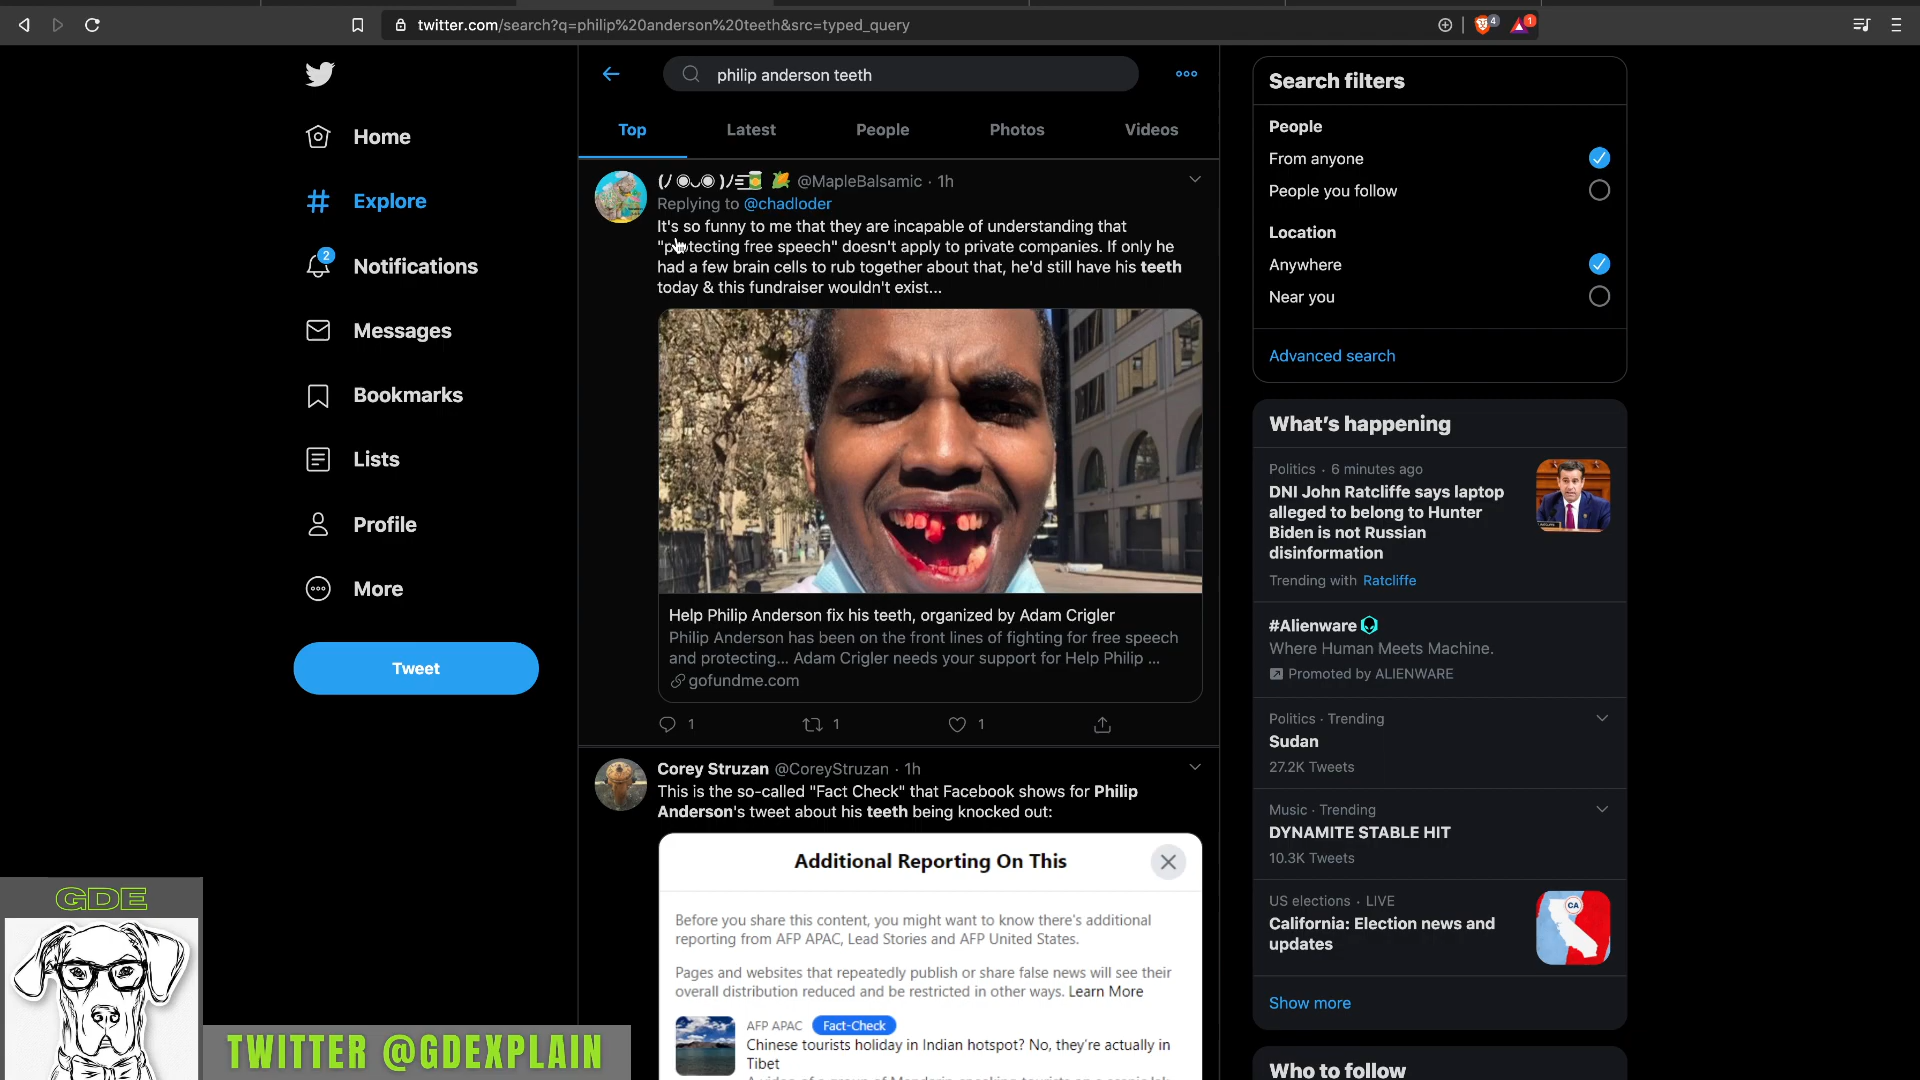 twitter.com/search?q=philip%20anderson%20teeth&src=typed_query
4
1
philip anderson teeth
Home
Explore
2
Notifications
Messages
Bookmarks
Lists
Profile
More
Tweet
Top
Latest
People
Photos
Videos
@MapleBalsamic · 1h
Replying to @chadloder
It's so funny to me that they are incapable of understanding that
"protecting free speech" doesn't apply to private companies. If only he
had a few brain cells to rub together about that, he'd still have his teeth
today & this fundraiser wouldn't exist...
Help Philip Anderson fix his teeth, organized by Adam Crigler
Philip Anderson has been on the front lines of fighting for free speech
and protecting... Adam Crigler needs your support for Help Philip ...
gofundme.com
1
1
1
Corey Struzan @CoreyStruzan · 1h
This is the so-called "Fact Check" that Facebook shows for Philip
Anderson's tweet about his teeth being knocked out:
Additional Reporting On This
Before you share this content, you might want to know there's additional
reporting from AFP APAC, Lead Stories and AFP United States.
Pages and websites that repeatedly publish or share false news will see their
overall distribution reduced and be restricted in other ways. Learn More
AFP APAC Fact-Check
Chinese tourists holiday in Indian hotspot? No, they're actually in
Tibet
Search filters
People
From anyone
People you follow
Location
Anywhere
Near you
Advanced search
What's happening
Politics · 6 minutes ago
DNI John Ratcliffe says laptop
alleged to belong to Hunter
Biden is not Russian
disinformation
Trending with Ratcliffe
#Alienware
Where Human Meets Machine.
Promoted by ALIENWARE
Politics · Trending
Sudan
27.2K Tweets
Music · Trending
DYNAMITE STABLE HIT
10.3K Tweets
US elections · LIVE
California: Election news and
updates
CA
Show more
Who to follow
GDE
TWITTER @GDEXPLAIN